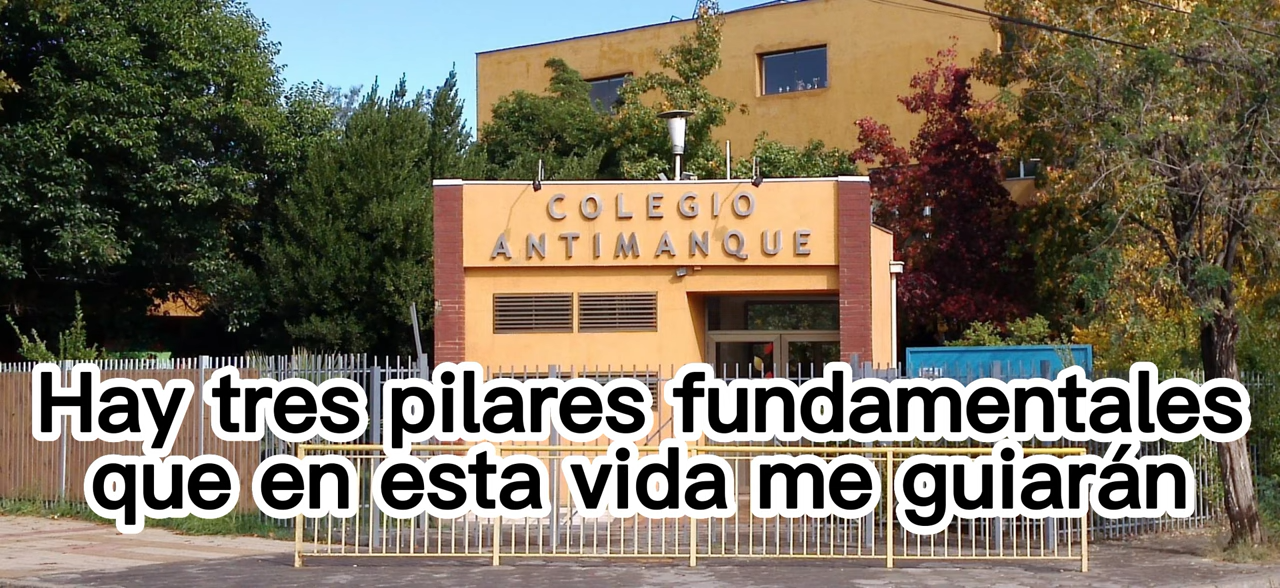 COLEGIO
ANTIMANQUE
Hay tres pilares fundamentales
que en esta vida me guiarán